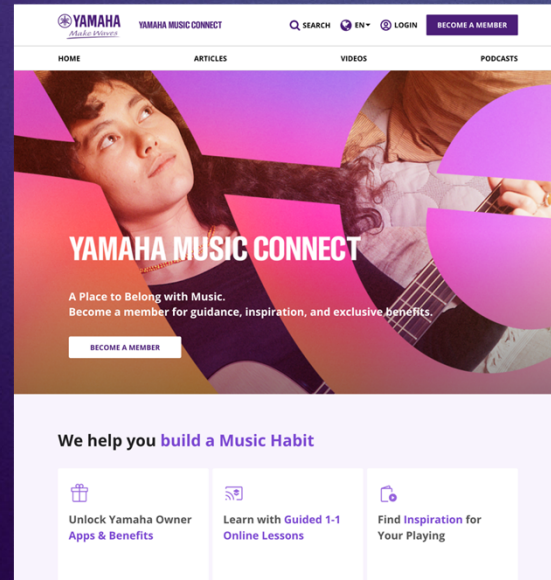 YAMAHA
Make Waves
YAMAHA MUSIC CONNECT
SEARCH
EN
LOGIN
BECOME A MEMBER
HOME
ARTICLES
VIDEOS
PODCASTS
YAMAHA MUSIC CONNECT
A Place to Belong with Music.
Become a member for guidance, inspiration, and exclusive benefits.
BECOME A MEMBER
We help you build a Music Habit
Unlock Yamaha Owner
Apps & Benefits
Learn with Guided 1-1
Online Lessons
Find Inspiration for
Your Playing